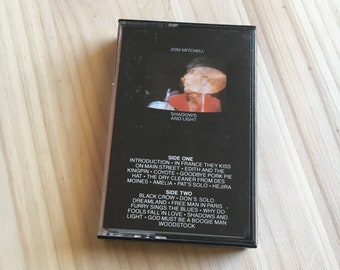 JONI MITCHELL
SHADOWS
AND LIGHT
SIDE ONE
INTRODUCTION • IN FRANCE THEY KISS
ON MAIN STREET • EDITH AND THE
KINGPIN • COYOTE • GOODBYE PORK PIE
HAT • THE DRY CLEANER FROM DES
MOINES • AMELIA • PAT'S SOLO • HEJIRA
SIDE TWO
BLACK CROW • DON'S SOLO
DREAMLAND • FREE MAN IN PARIS
FURRY SINGS THE BLUES • WHY DO
FOOLS FALL IN LOVE • SHADOWS AND
LIGHT • GOD MUST BE A BOOGIE MAN
WOODSTOCK